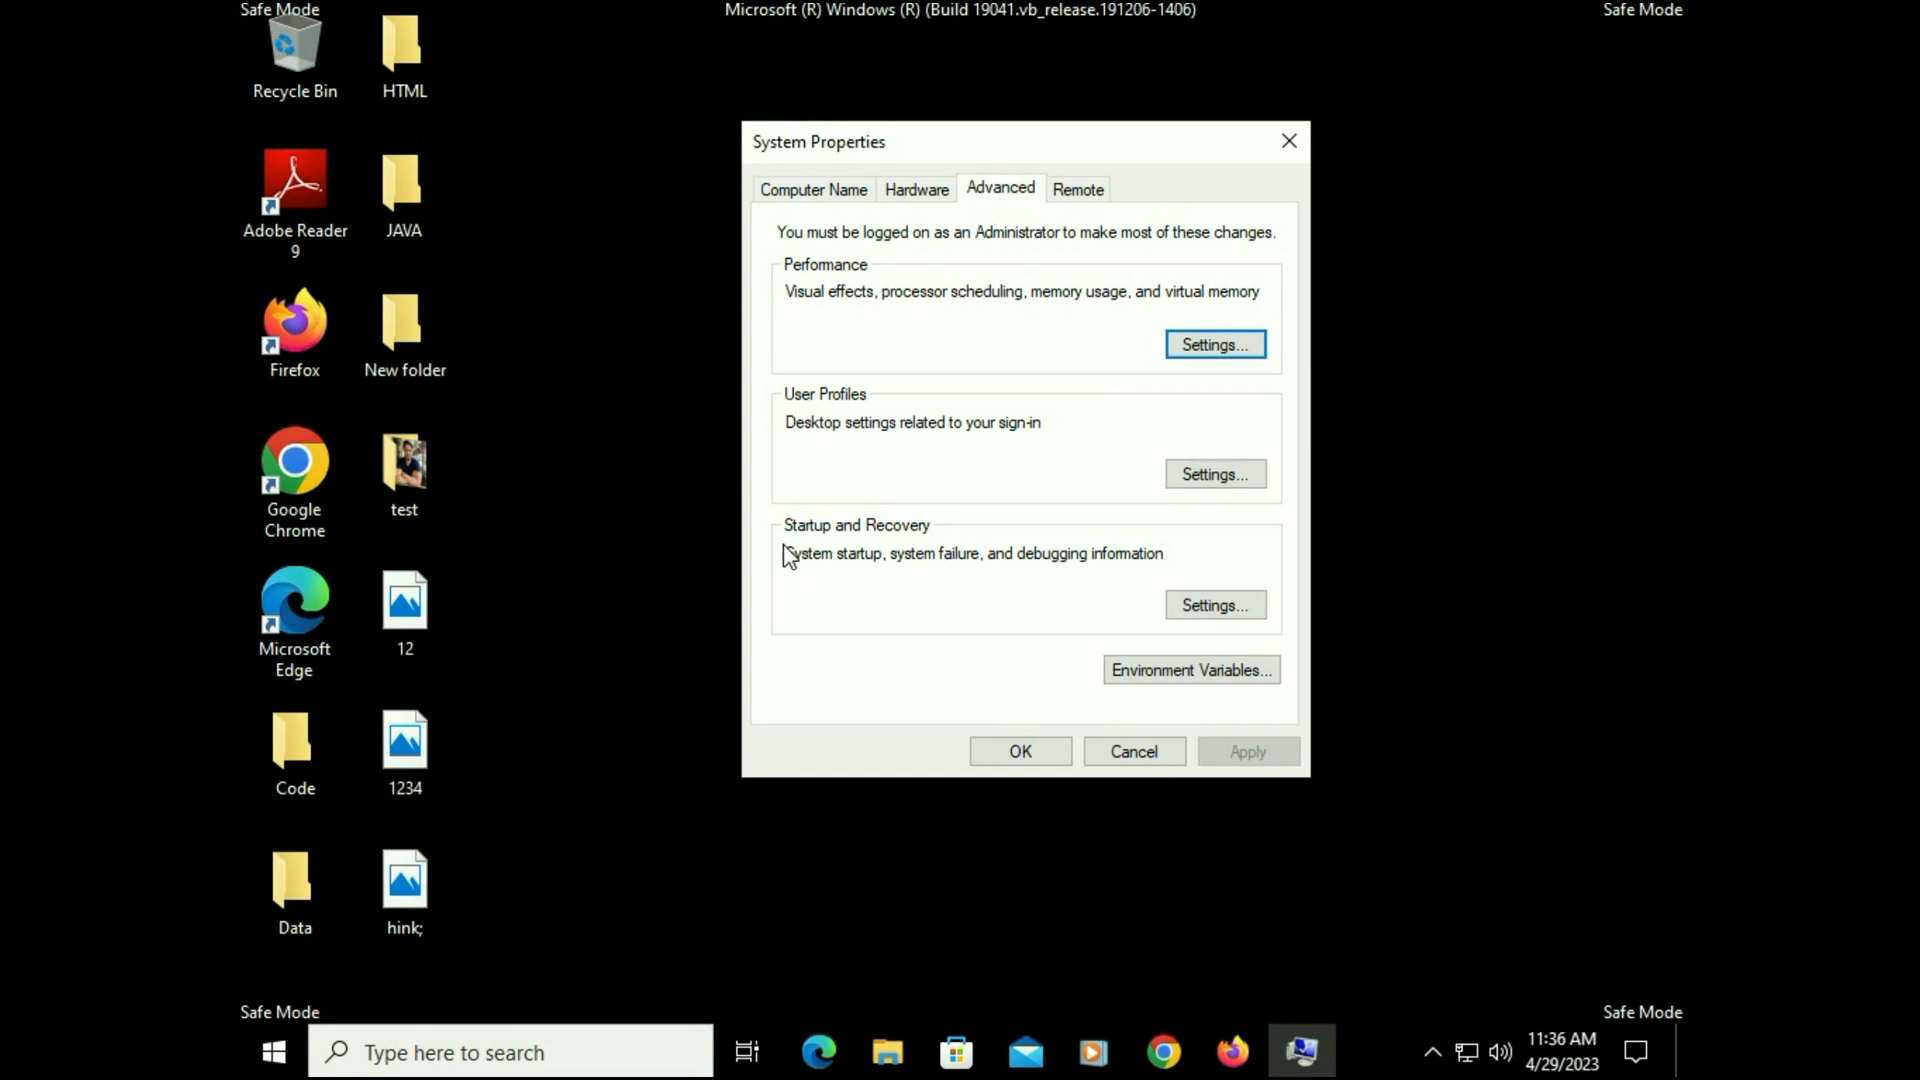 Safe Mode
Microsoft (R) Windows (R) (Build 19041.vb_release.191206-1406)
Safe Mode
Recycle Bin
HTML
Adobe Reader
9
JAVA
Firefox
New folder
Google
Chrome
test
Microsoft
Edge
12
Code
1234
Data
hink;
System Properties
Computer Name
Hardware
Advanced
Remote
You must be logged on as an Administrator to make most of these changes.
Performance
Visual effects, processor scheduling, memory usage, and virtual memory
Settings...
User Profiles
Desktop settings related to your sign-in
Settings...
Startup and Recovery
System startup, system failure, and debugging information
Settings...
Environment Variables...
OK
Cancel
Apply
Safe Mode
Safe Mode
Type here to search
11:36 AM
4/29/2023